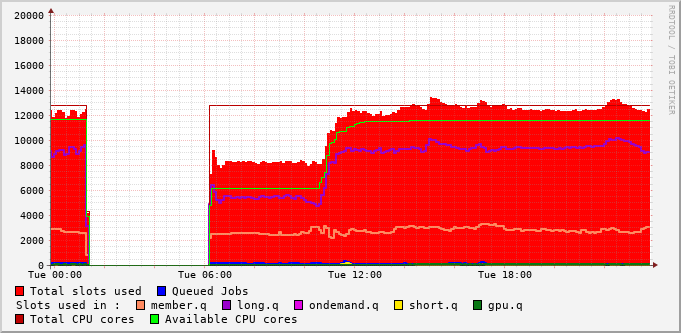 20000
18000
16000
14000
12000
10000
8000
6000
4000
2000
0
Tue 00:00 Tue 06:00 Tue 12:00 Tue 18:00
RRDTOOL / TOBI OETIKER
Total slots used Queued Jobs
Slots used in : member.q long.q ondemand.q short.q gpu.q
Total CPU cores Available CPU cores